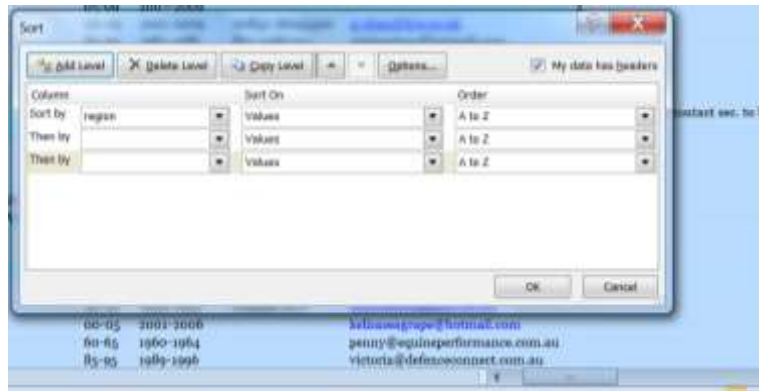 Sort
Add Level Delete Level Copy Level Options... My data has headers
Column Sort On Order
Sort by region Values A to Z
Then by Values A to Z
Then by Values A to Z
contact sec. to
OK Cancel
00-05 2001-2006 @hotmail.com
60-65 1960-1964 penny@equineperformance.com.au
85-95 1989-1996 victoria@defenceconnect.com.au